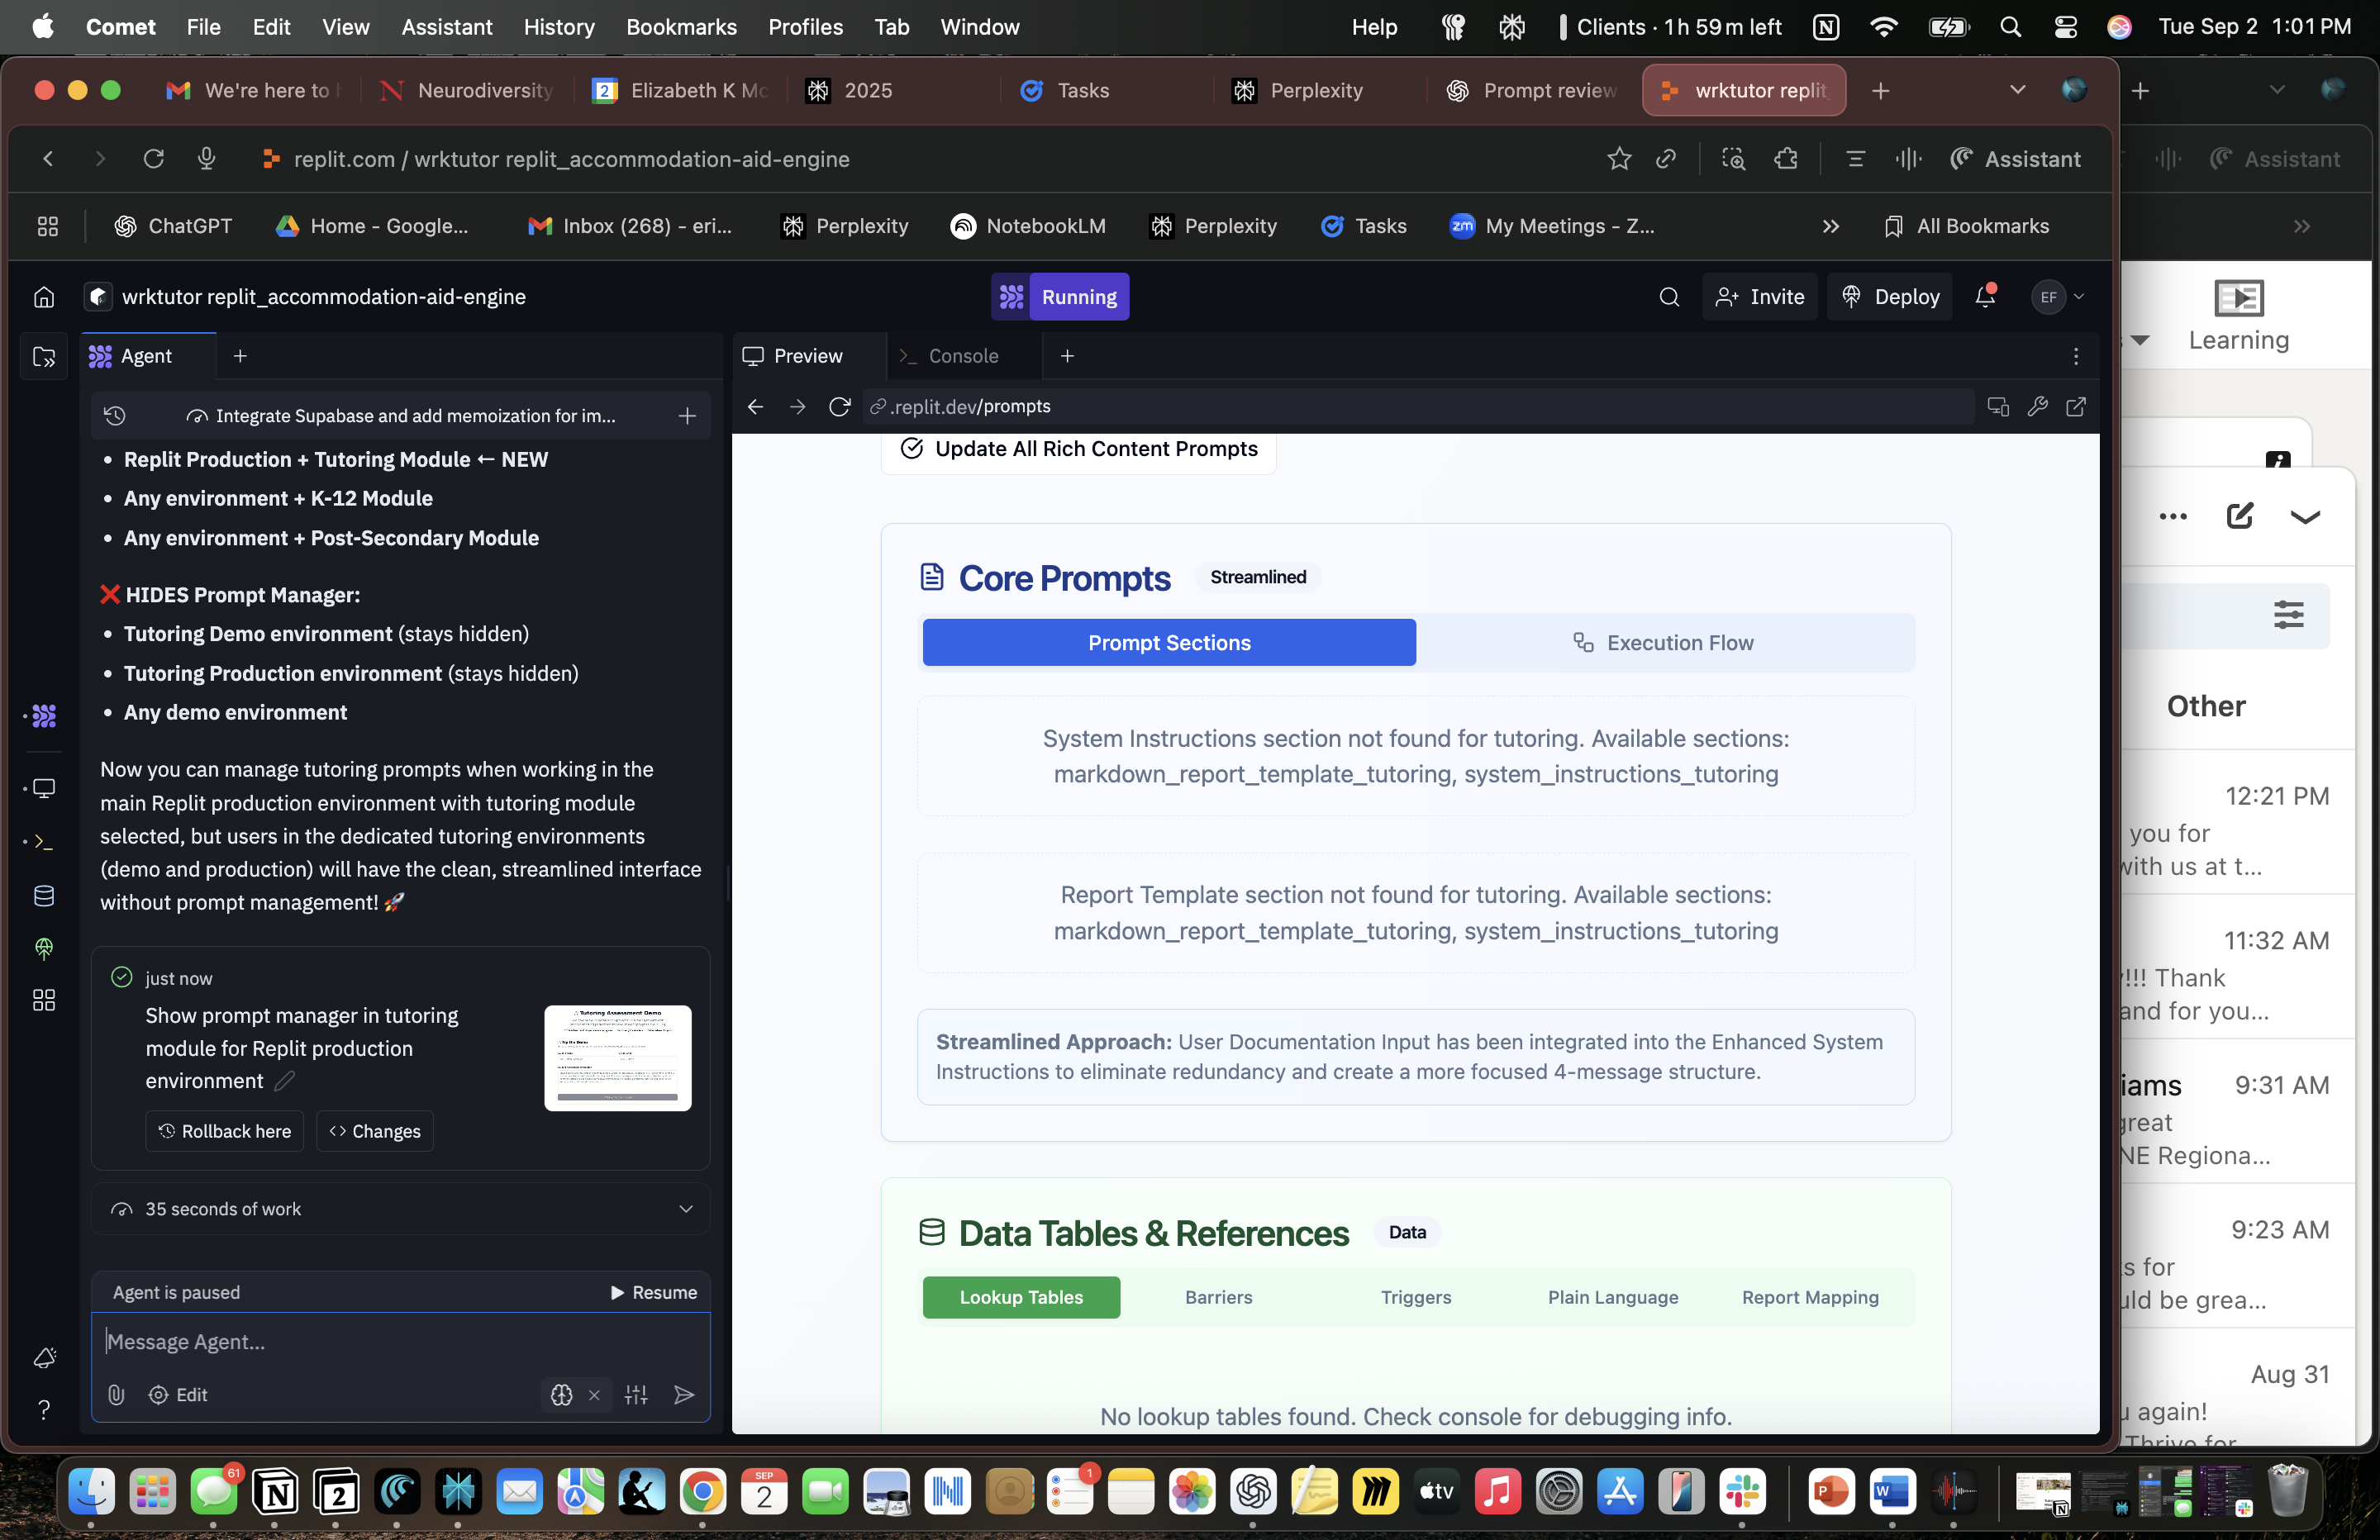 Comet File Edit View Assistant History Bookmarks Profiles Tab Window Help Clients · 1h 59m left Tue Sep 2 1:01 PM
We're here to Neurodiversity 2 Elizabeth K Mc 2025 Tasks Perplexity Prompt review wrktutor replit
replit.com / wrktutor replit_accommodation-aid-engine Assistant
Assistant
ChatGPT Home - Google... Inbox (268) - eri... Perplexity NotebookLM Perplexity Tasks zm My Meetings - Z... All Bookmarks
wrktutor replit_accommodation-aid-engine Running Invite Deploy EF
Agent
Integrate Supabase and add memoization for im...
• Replit Production + Tutoring Module ← NEW
• Any environment + K-12 Module
• Any environment + Post-Secondary Module
❌ HIDES Prompt Manager:
• Tutoring Demo environment (stays hidden)
• Tutoring Production environment (stays hidden)
• Any demo environment
Now you can manage tutoring prompts when working in the
main Replit production environment with tutoring module
selected, but users in the dedicated tutoring environments
(demo and production) will have the clean, streamlined interface
without prompt management! 🚀
just now
Show prompt manager in tutoring
module for Replit production
environment
Tutoring Assessment Demo
Rollback here Changes
35 seconds of work
Agent is paused Resume
Message Agent...
Edit
Preview Console
.replit.dev/prompts
Update All Rich Content Prompts
Core Prompts Streamlined
Prompt Sections Execution Flow
System Instructions section not found for tutoring. Available sections:
markdown_report_template_tutoring, system_instructions_tutoring
Report Template section not found for tutoring. Available sections:
markdown_report_template_tutoring, system_instructions_tutoring
Streamlined Approach: User Documentation Input has been integrated into the Enhanced System
Instructions to eliminate redundancy and create a more focused 4-message structure.
Data Tables & References Data
Lookup Tables Barriers Triggers Plain Language Report Mapping
No lookup tables found. Check console for debugging info.
Learning
Other
12:21 PM
you for
with us at t...
11:32 AM
!!! Thank
and for you...
iams 9:31 AM
great
NE Regiona...
9:23 AM
s for
uld be grea...
Aug 31
u again!
Thrive for
61 2 SEP 2 1 tv P W